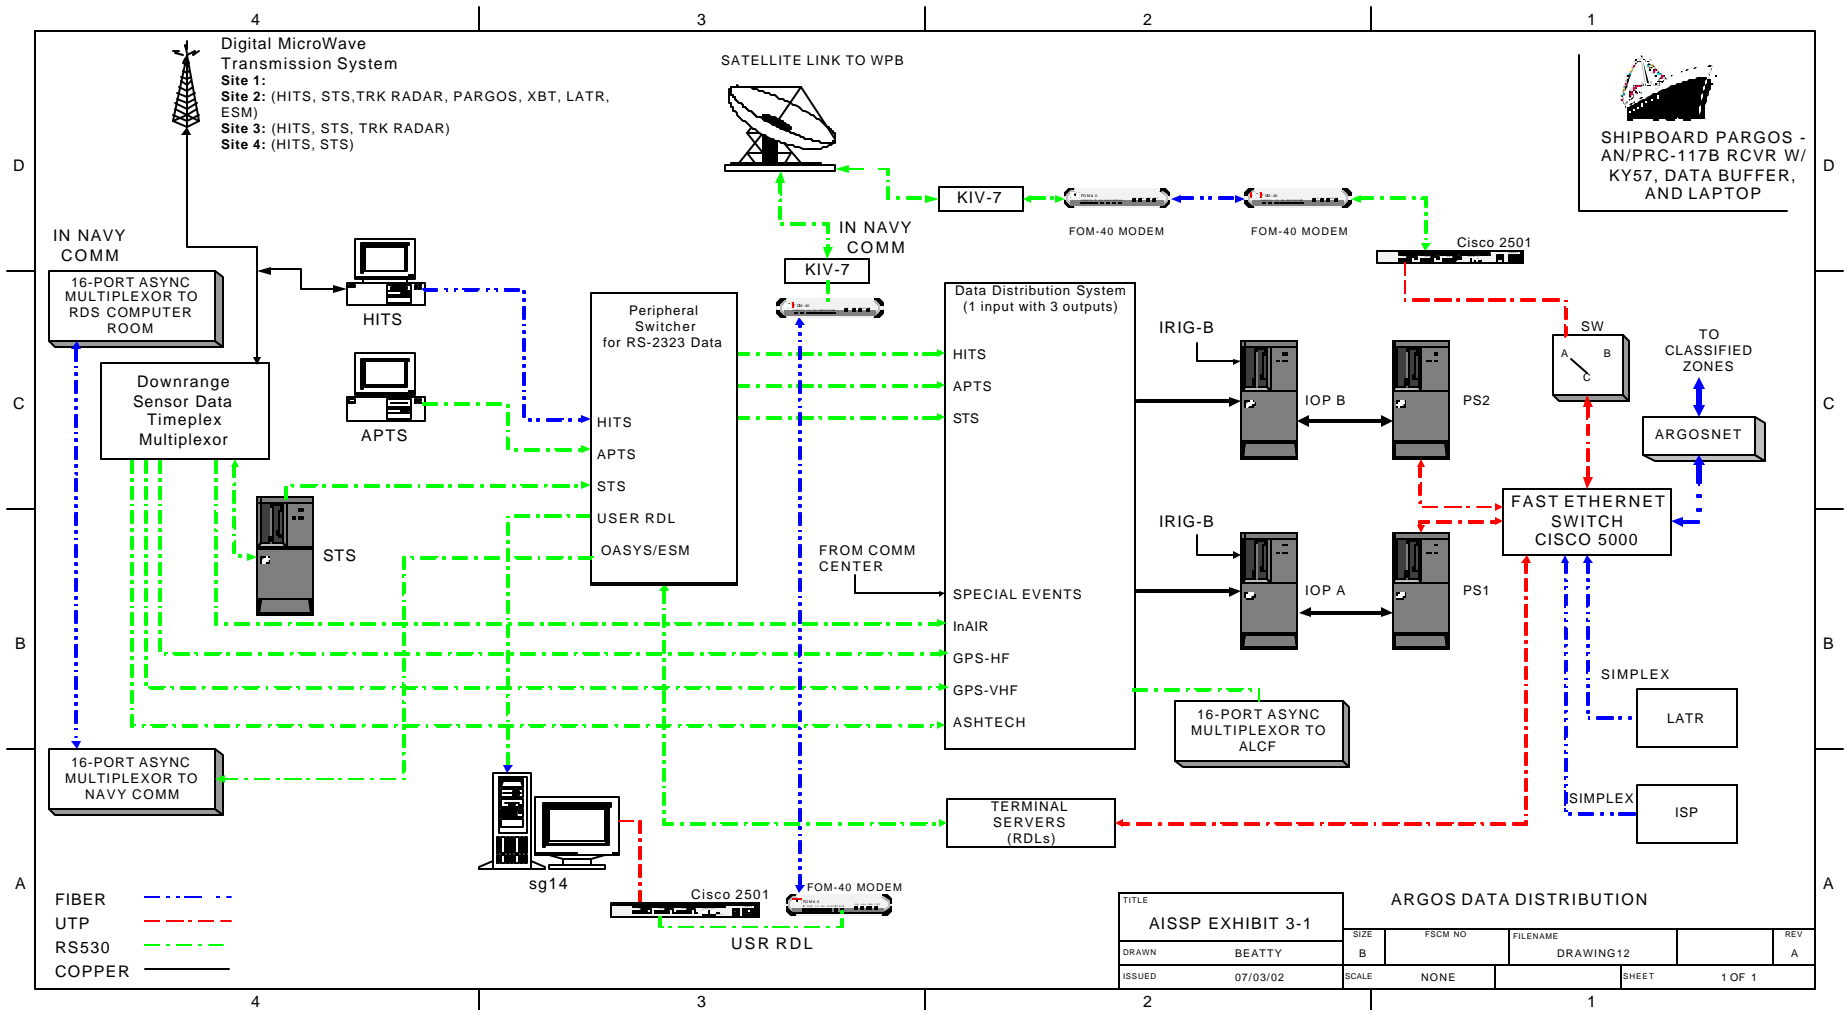 4
3
2
1
Digital MicroWave
Transmission System
Site 1:
Site 2: (HITS, STS,TRK RADAR, PARGOS, XBT, LATR,
ESM)
Site 3: (HITS, STS, TRK RADAR)
Site 4: (HITS, STS)
SATELLITE LINK TO WPB
SHIPBOARD PARGOS -
AN/PRC-117B RCVR W/
KY57, DATA BUFFER,
AND LAPTOP
D
D
KIV-7
FOM-40 MODEM
FOM-40 MODEM
Cisco 2501
IN NAVY
COMM
IN NAVY
COMM
KIV-7
16-PORT ASYNC
MULTIPLEXOR TO
RDS COMPUTER
ROOM
HITS
Peripheral
Switcher
for RS-2323 Data
HITS
APTS
STS
USER RDL
OASYS/ESM
Data Distribution System
(1 input with 3 outputs)
HITS
APTS
STS
SPECIAL EVENTS
InAIR
GPS-HF
GPS-VHF
ASHTECH
IRIG-B
IOP B
PS2
SW
A
B
C
TO
CLASSIFIED
ZONES
ARGOSNET
C
C
Downrange
Sensor Data
Timeplex
Multiplexor
APTS
STS
FROM COMM
CENTER
IRIG-B
IOP A
PS1
FAST ETHERNET
SWITCH
CISCO 5000
B
B
SIMPLEX
LATR
16-PORT ASYNC
MULTIPLEXOR TO
ALCF
SIMPLEX
ISP
16-PORT ASYNC
MULTIPLEXOR TO
NAVY COMM
TERMINAL
SERVERS
(RDLs)
sg14
Cisco 2501
FOM-40 MODEM
USR RDL
A
A
FIBER
UTP
RS530
COPPER
TITLE
AISSP EXHIBIT 3-1
ARGOS DATA DISTRIBUTION
DRAWN
BEATTY
SIZE
B
FSCM NO
FILENAME
DRAWING12
REV
A
ISSUED
07/03/02
SCALE
NONE
SHEET
1 OF 1
4
3
2
1